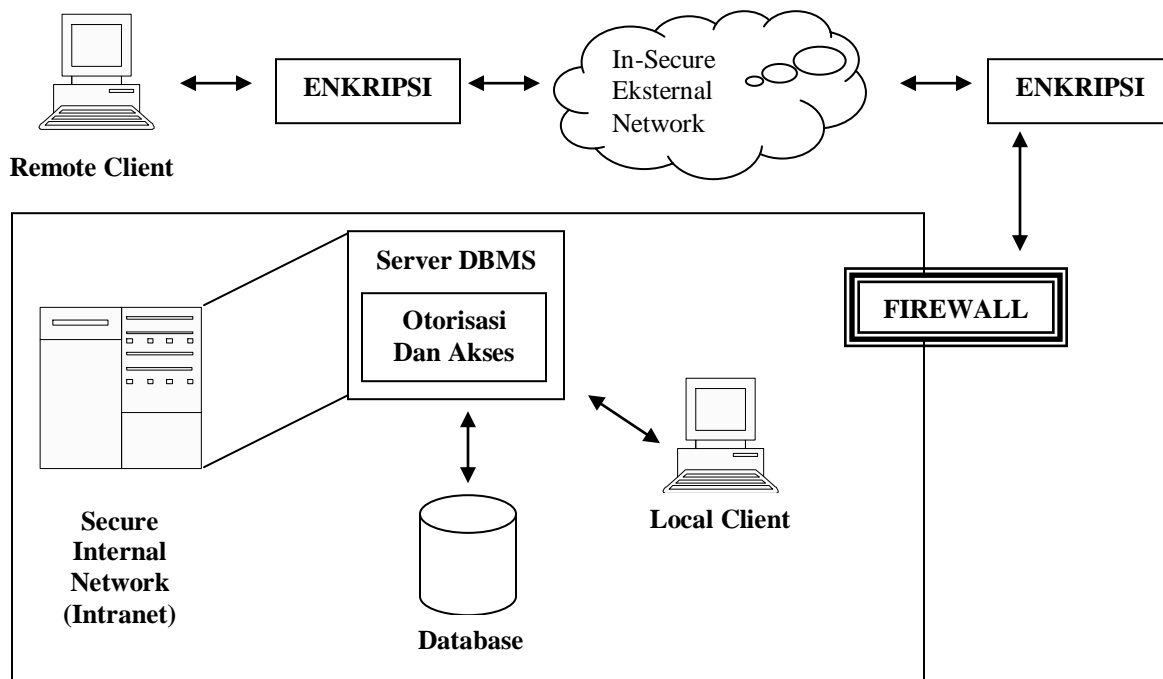 ENKRIPSI
In-Secure
Eksternal
Network
ENKRIPSI
Remote Client
Server DBMS
Otorisasi
Dan Akses
FIREWALL
Secure
Internal
Network
(Intranet)
Local Client
Database